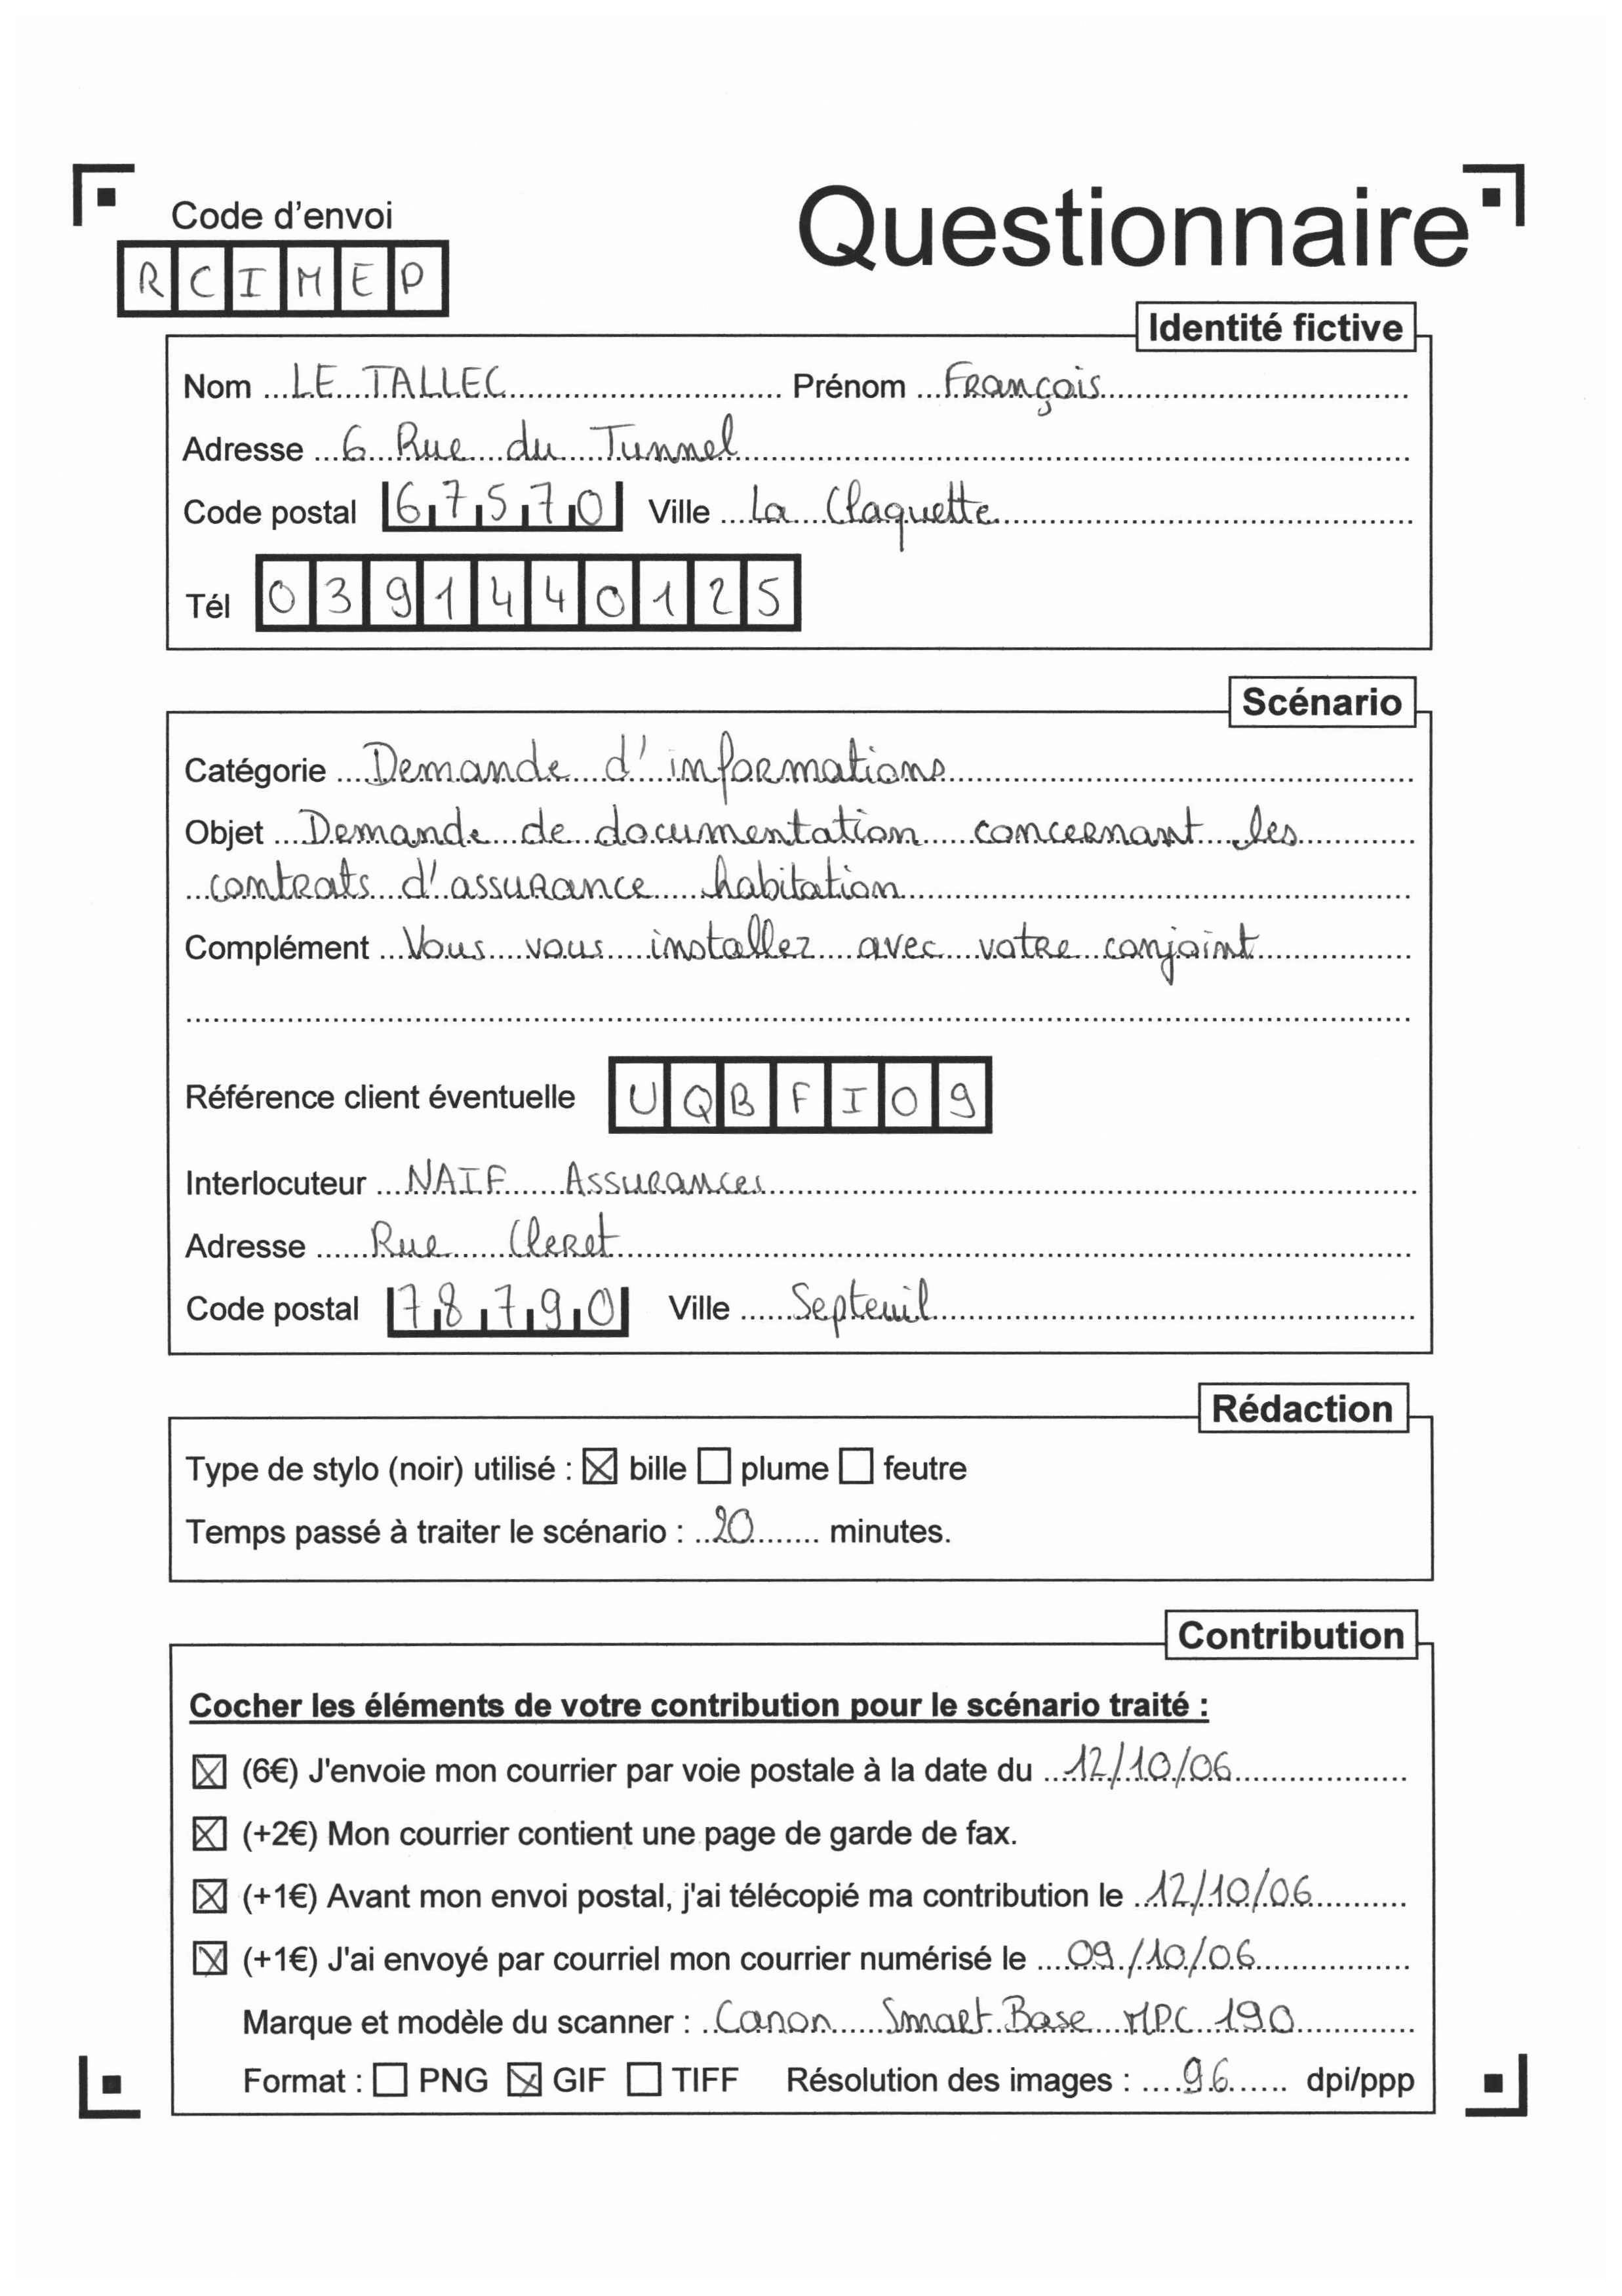 Code d'envoi
Questionnaire
RCIMEP
Identité fictive
Nom LE TALLEC Prénom François
Adresse 6 Rue du Tunnel
Code postal 67570 Ville La Claquette
Tél 0391440125
Scénario
Catégorie Demande d'informations
Objet Demande de documentation concernant les
contrats d'assurance habitation
Complément Vous vous installez avec votre conjoint
Référence client éventuelle UQBFI09
Interlocuteur NAIF Assurances
Adresse Rue Cleret
Code postal 78790 Ville Septeuil
Rédaction
Type de stylo (noir) utilisé : ☒ bille ☐ plume ☐ feutre
Temps passé à traiter le scénario : 20 minutes.
Contribution
Cocher les éléments de votre contribution pour le scénario traité :
☒ (6€) J'envoie mon courrier par voie postale à la date du 12/10/06
☒ (+2€) Mon courrier contient une page de garde de fax.
☒ (+1€) Avant mon envoi postal, j'ai télécopié ma contribution le 12/10/06
☒ (+1€) J'ai envoyé par courriel mon courrier numérisé le 09/10/06
Marque et modèle du scanner : Canon Smart Base MPC 190
Format : ☐ PNG ☒ GIF ☐ TIFF Résolution des images : 96 dpi/ppp